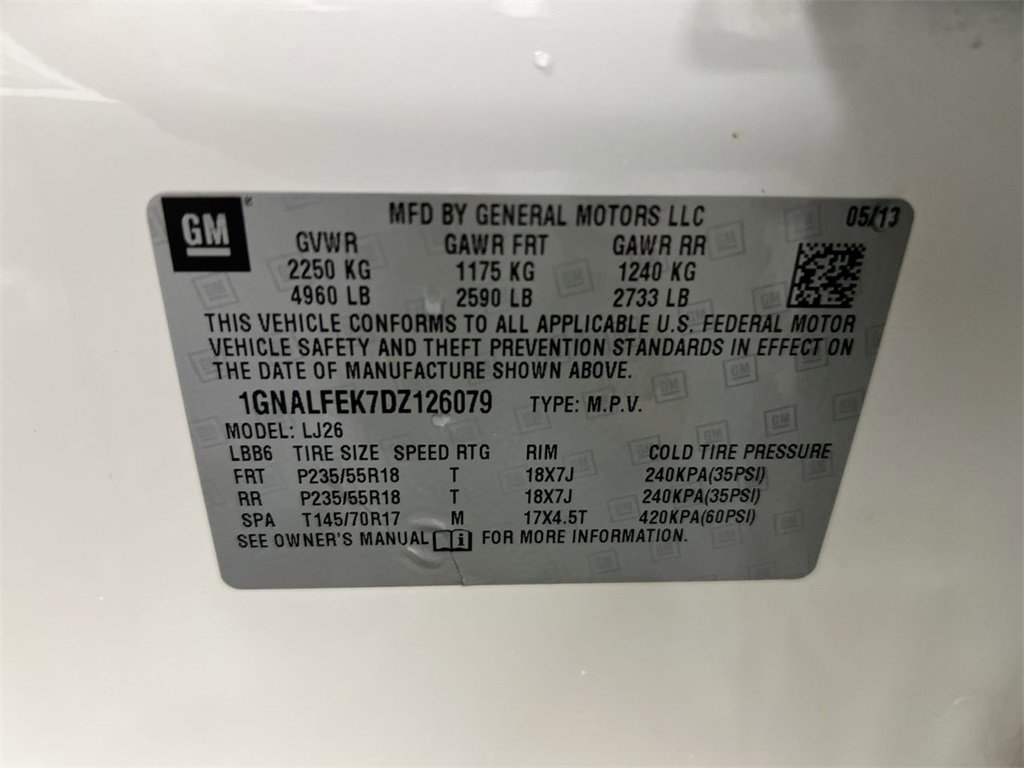 GM
MFD BY GENERAL MOTORS LLC 05/13
GVWR GAWR FRT GAWR RR
2250 KG 1175 KG 1240 KG
4960 LB 2590 LB 2733 LB
THIS VEHICLE CONFORMS TO ALL APPLICABLE U.S. FEDERAL MOTOR
VEHICLE SAFETY AND THEFT PREVENTION STANDARDS IN EFFECT ON
THE DATE OF MANUFACTURE SHOWN ABOVE.
1GNALFEK7DZ126079 TYPE: M.P.V.
MODEL: LJ26
LBB6 TIRE SIZE SPEED RTG RIM COLD TIRE PRESSURE
FRT P235/55R18 T 18X7J 240KPA(35PSI)
RR P235/55R18 T 18X7J 240KPA(35PSI)
SPA T145/70R17 M 17X4.5T 420KPA(60PSI)
SEE OWNER'S MANUAL i FOR MORE INFORMATION.